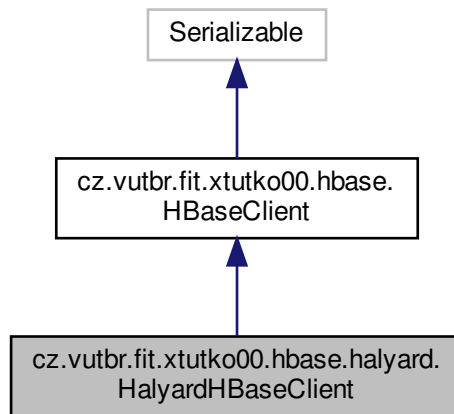 Serializable
cz.vutbr.fit.xtutko00.hbase.
HBaseClient
cz.vutbr.fit.xtutko00.hbase.halyard.
HalyardHBaseClient